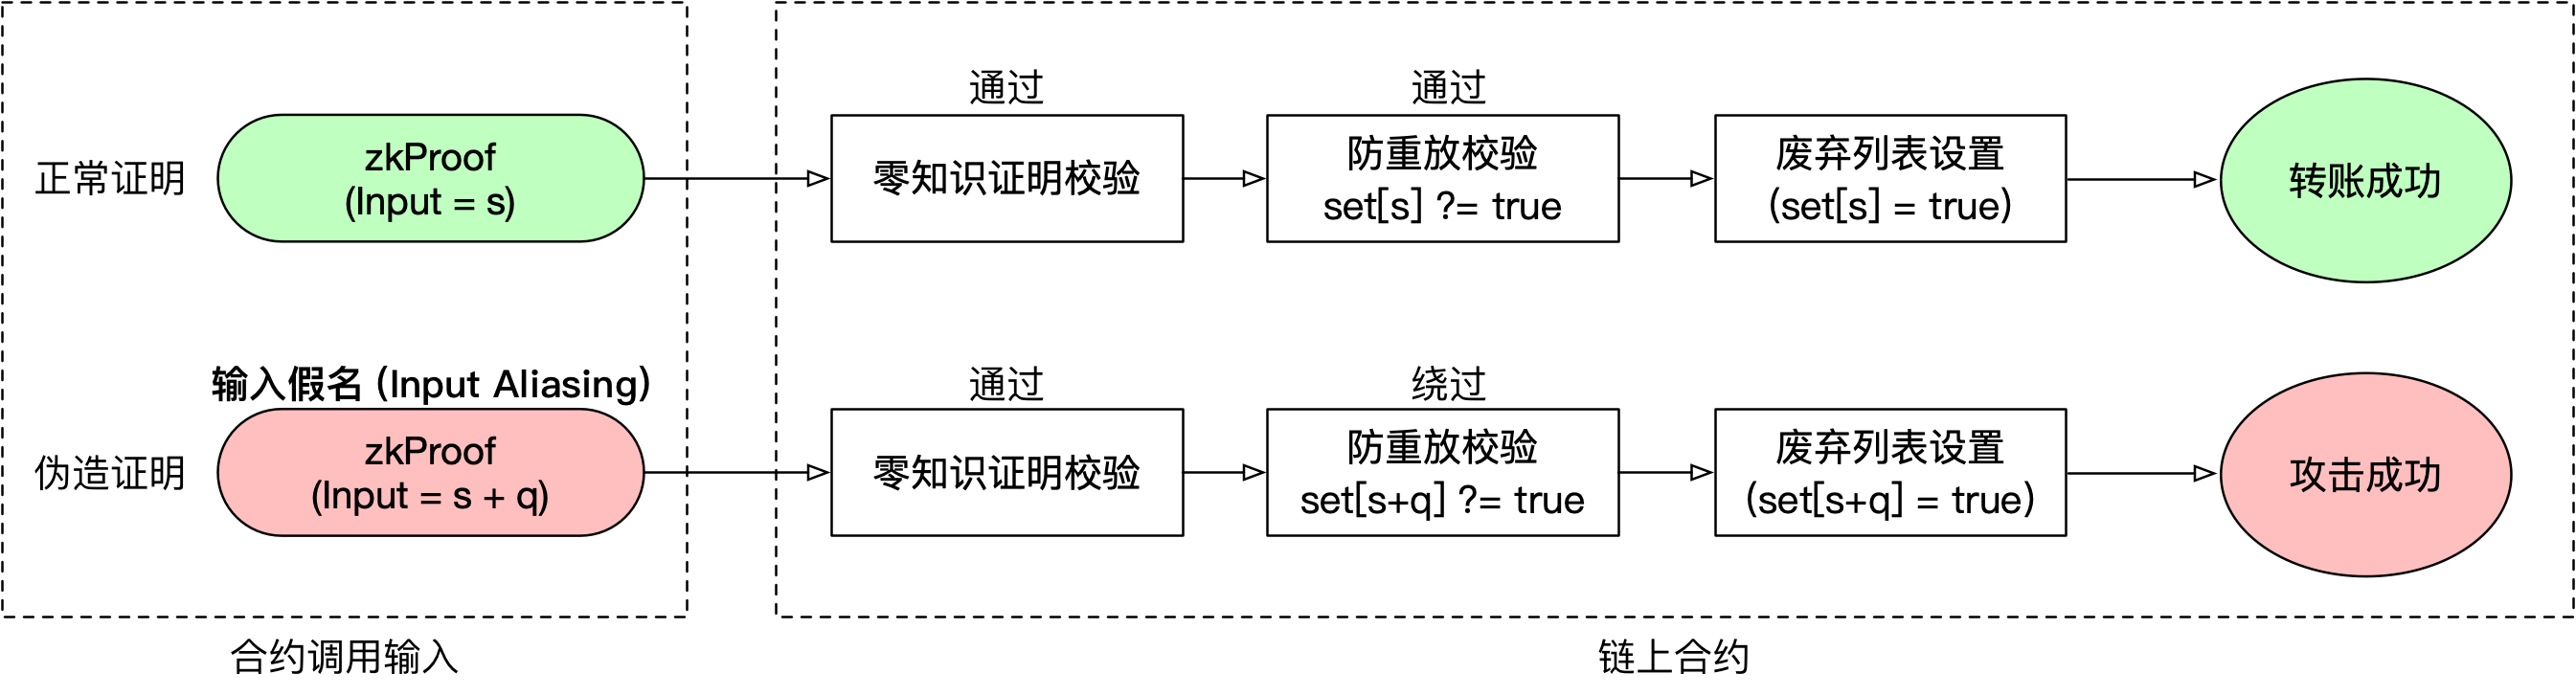 通过
通过
正常证明
zkProof
(Input = s)
零知识证明校验
防重放校验
set[s] ?= true
废弃列表设置
(set[s] = true)
转账成功
输入假名 (Input Aliasing)
通过
绕过
伪造证明
zkProof
(Input = s + q)
零知识证明校验
防重放校验
set[s+q] ?= true
废弃列表设置
(set[s+q] = true)
攻击成功
合约调用输入
链上合约